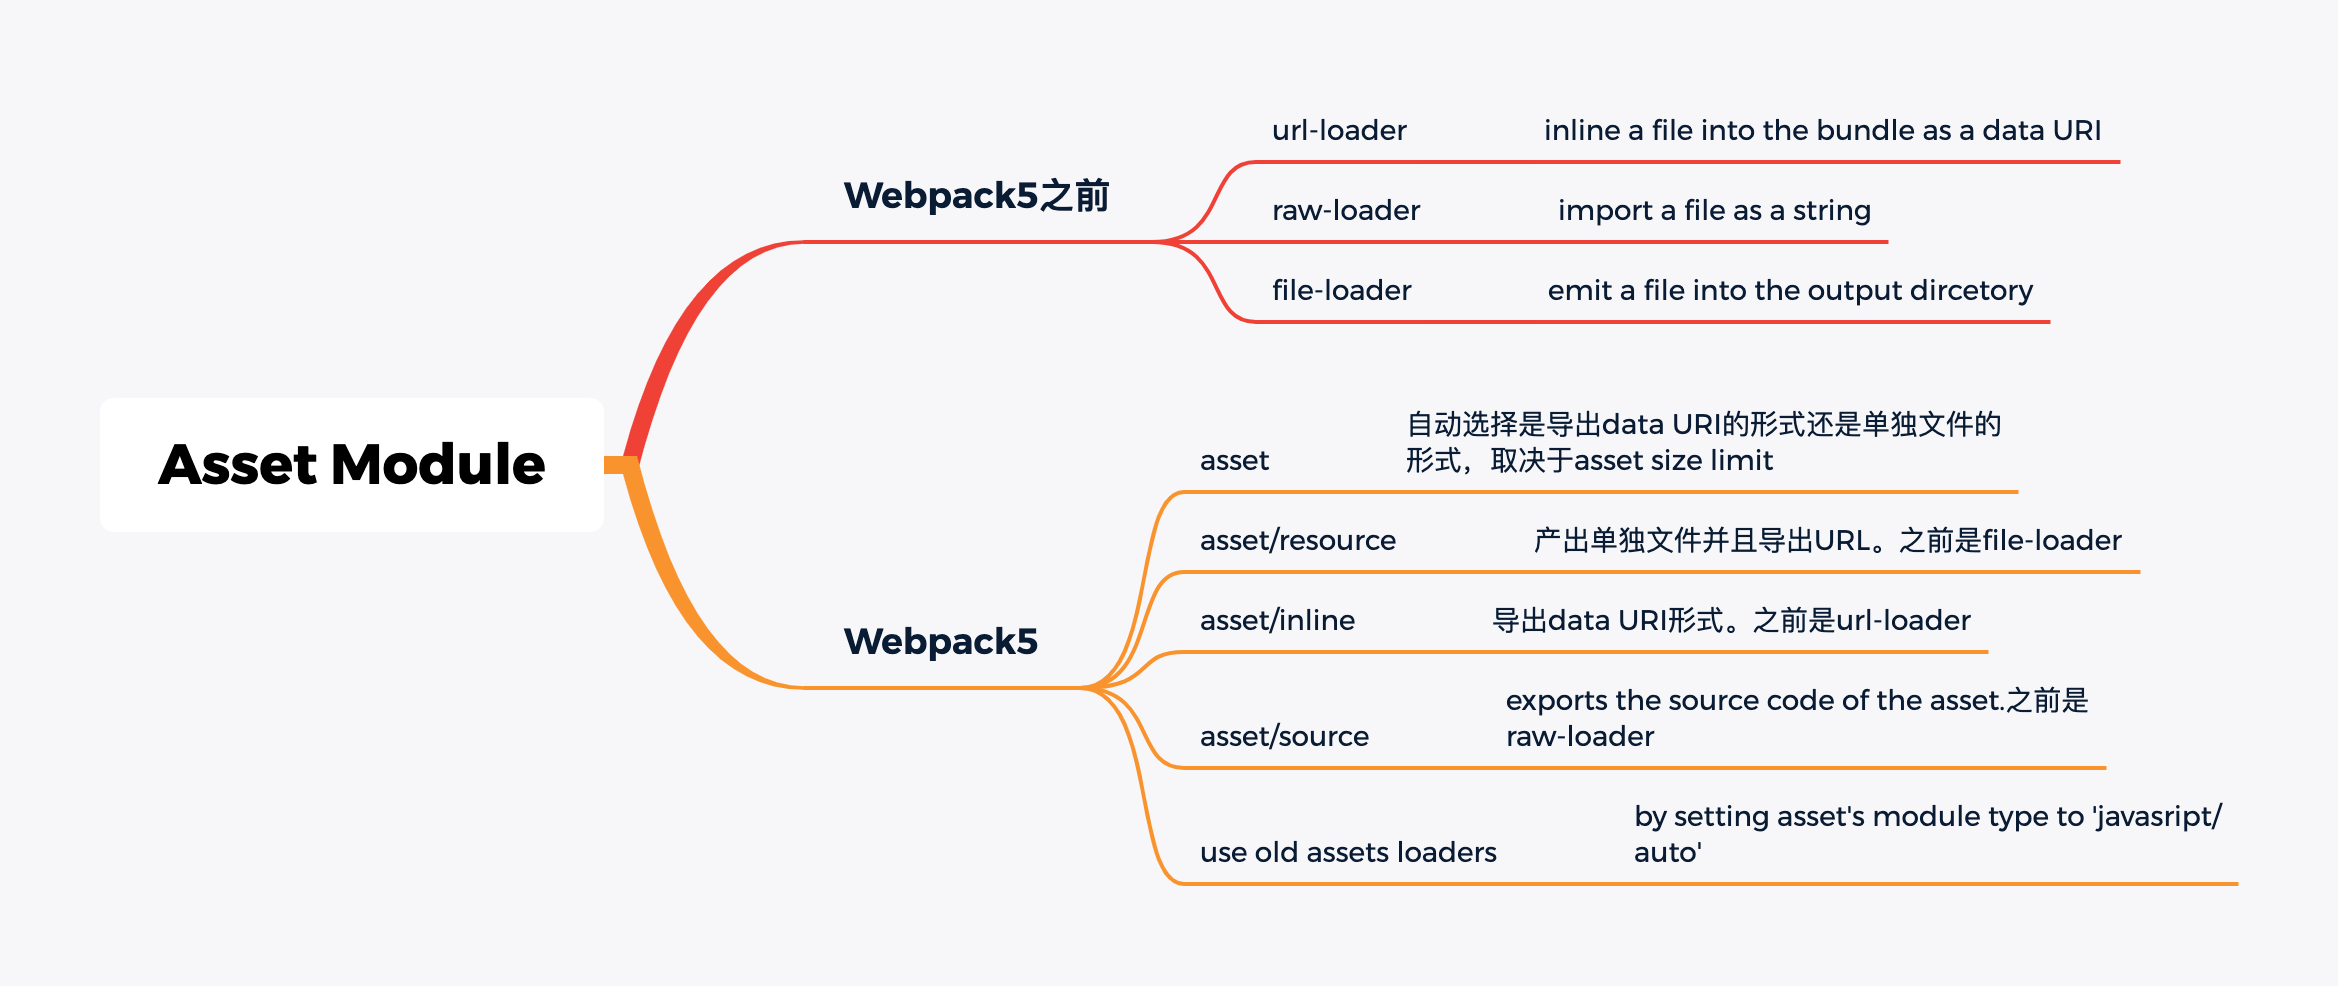 Asset Module
Webpack5之前
url-loader inline a file into the bundle as a data URI
raw-loader import a file as a string
file-loader emit a file into the output dircetory
Webpack5
asset 自动选择是导出data URI的形式还是单独文件的
形式，取决于asset size limit
asset/resource 产出单独文件并且导出URL。之前是file-loader
asset/inline 导出data URI形式。之前是url-loader
asset/source exports the source code of the asset.之前是
raw-loader
use old assets loaders by setting asset's module type to 'javasript/
auto'